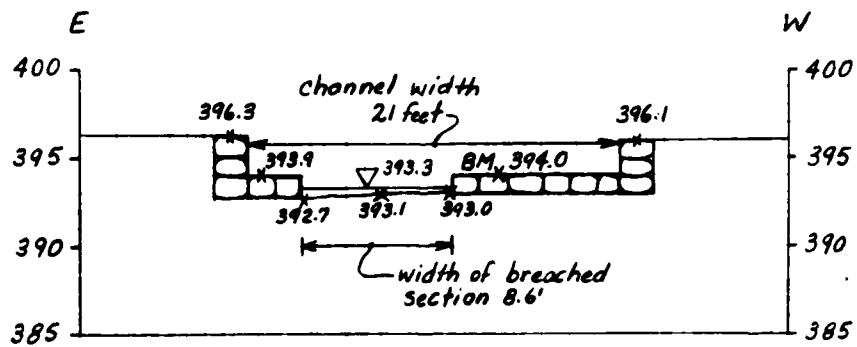 E W
400 400
channel width
21 feet
396.3 396.1
395 395
393.9 393.3 BM 394.0
392.7 393.1 393.0
390 390
width of breached
section 8.6'
385 385